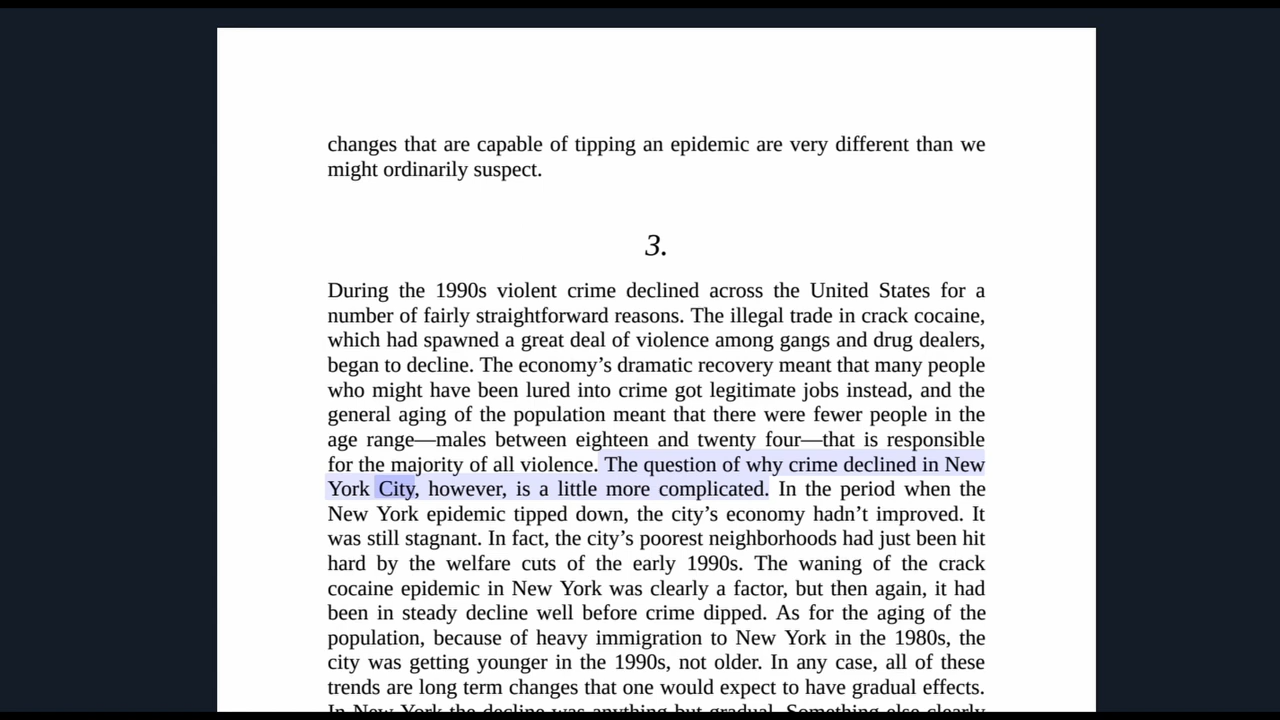 changes that are capable of tipping an epidemic are very different than we
might ordinarily suspect.
3.
During the 1990s violent crime declined across the United States for a
number of fairly straightforward reasons. The illegal trade in crack cocaine,
which had spawned a great deal of violence among gangs and drug dealers,
began to decline. The economy’s dramatic recovery meant that many people
who might have been lured into crime got legitimate jobs instead, and the
general aging of the population meant that there were fewer people in the
age range—males between eighteen and twenty four—that is responsible
for the majority of all violence. The question of why crime declined in New
York City, however, is a little more complicated. In the period when the
New York epidemic tipped down, the city’s economy hadn’t improved. It
was still stagnant. In fact, the city’s poorest neighborhoods had just been hit
hard by the welfare cuts of the early 1990s. The waning of the crack
cocaine epidemic in New York was clearly a factor, but then again, it had
been in steady decline well before crime dipped. As for the aging of the
population, because of heavy immigration to New York in the 1980s, the
city was getting younger in the 1990s, not older. In any case, all of these
trends are long term changes that one would expect to have gradual effects.
In New York the decline was anything but gradual. Something else clearly